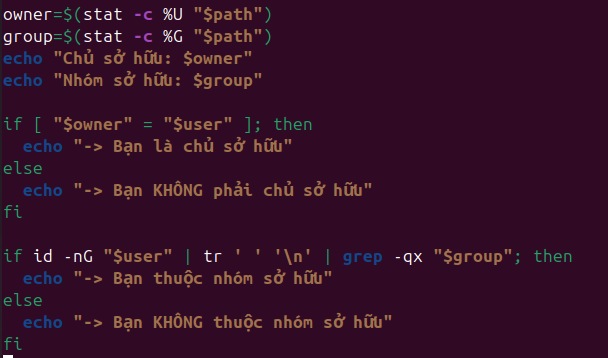 owner=$(stat -c %U "$path")
group=$(stat -c %G "$path")
echo "Chủ sở hữu: $owner"
echo "Nhóm sở hữu: $group"

if [ "$owner" = "$user" ]; then
  echo "-> Bạn là chủ sở hữu"
else
  echo "-> Bạn KHÔNG phải chủ sở hữu"
fi

if id -nG "$user" | tr ' ' '\n' | grep -qx "$group"; then
  echo "-> Bạn thuộc nhóm sở hữu"
else
  echo "-> Bạn KHÔNG thuộc nhóm sở hữu"
fi